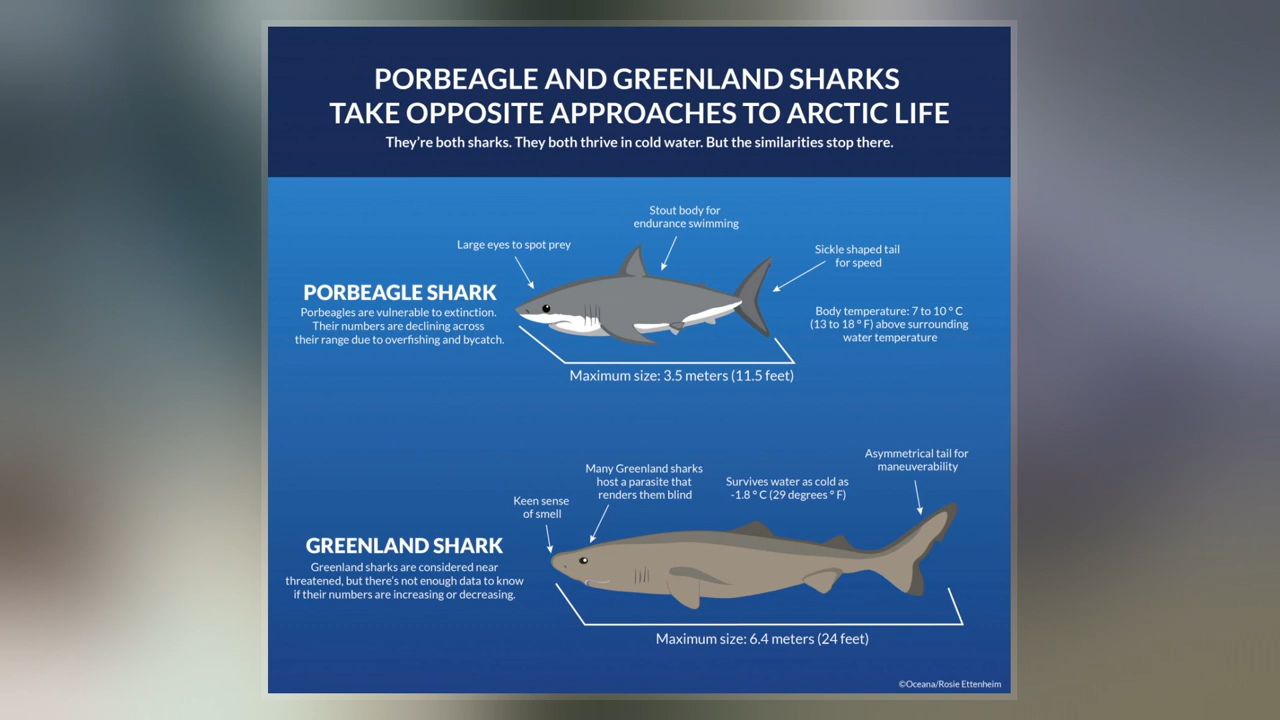 PORBEAGLE AND GREENLAND SHARKS
TAKE OPPOSITE APPROACHES TO ARCTIC LIFE
They're both sharks. They both thrive in cold water. But the similarities stop there.
Stout body for
endurance swimming
Large eyes to spot prey
Sickle shaped tail
for speed
PORBEAGLE SHARK
Porbeagles are vulnerable to extinction.
Their numbers are declining across
their range due to overfishing and bycatch.
Body temperature: 7 to 10 º C
(13 to 18 º F) above surrounding
water temperature
Maximum size: 3.5 meters (11.5 feet)
Asymmetrical tail for
maneuverability
Many Greenland sharks
host a parasite that
renders them blind
Survives water as cold as
-1.8 º C (29 degrees º F)
Keen sense
of smell
GREENLAND SHARK
Greenland sharks are considered near
threatened, but there's not enough data to know
if their numbers are increasing or decreasing.
Maximum size: 6.4 meters (24 feet)
©Oceana/Rosie Ettenheim